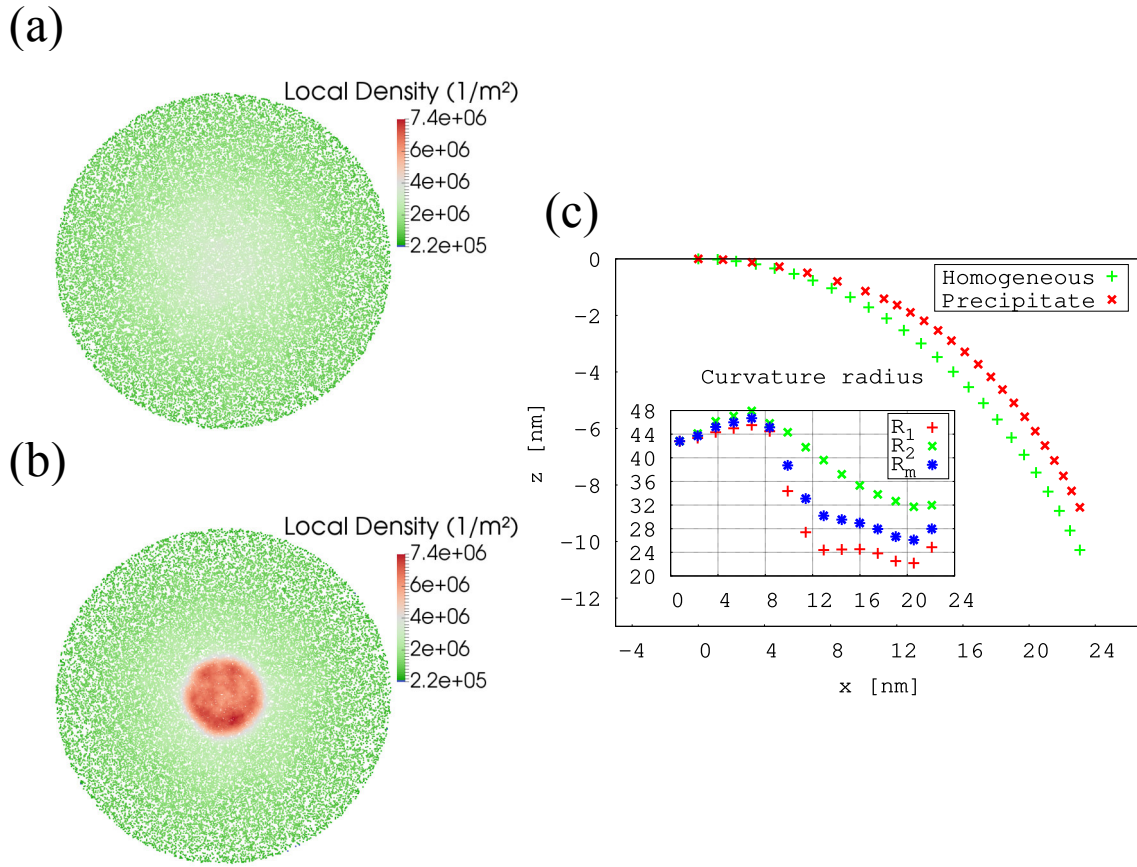 (a)
Local Density (1/m²)
7.4e+06
6e+06
4e+06
2e+06
2.2e+05
(b)
Local Density (1/m²)
7.4e+06
6e+06
4e+06
2e+06
2.2e+05
(c)
0
-2
-4
-6
-8
-10
-12
z [nm]
Homogeneous
Precipitate
Curvature radius
48
44
40
36
32
28
24
20
R1
R2
Rm
0 4 8 12 16 20 24
-4 0 4 8 12 16 20 24
x [nm]